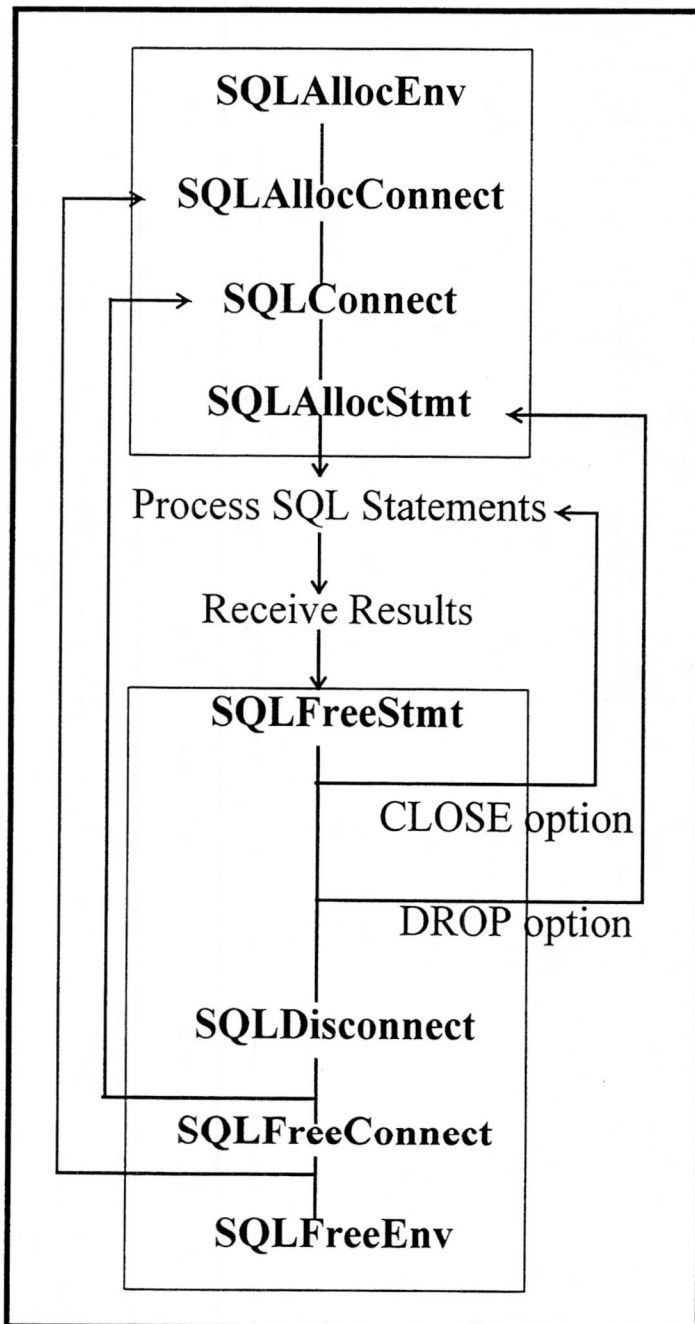 SQLAllocEnv
SQLAllocConnect
SQLConnect
SQLAllocStmt
Process SQL Statements
Receive Results
SQLFreeStmt
CLOSE option
DROP option
SQLDisconnect
SQLFreeConnect
SQLFreeEnv